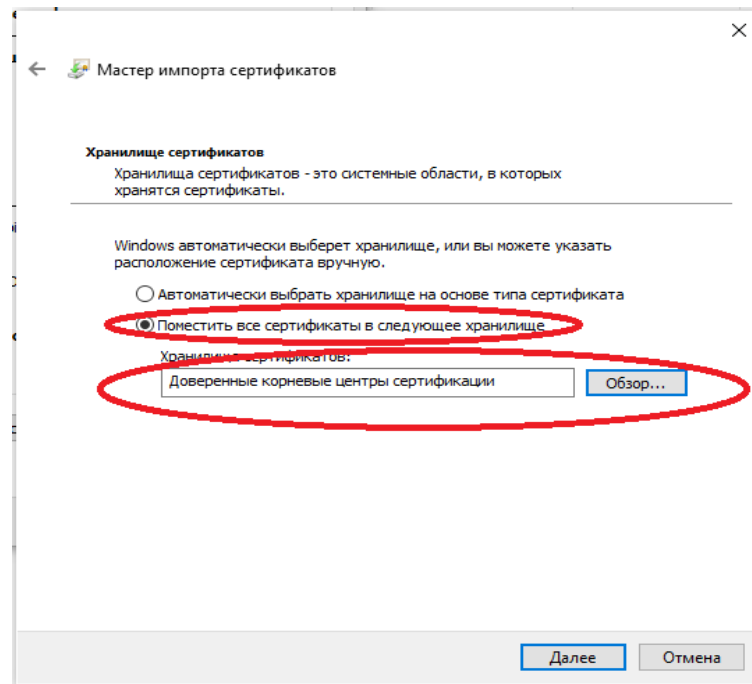 Мастер импорта сертификатов
Хранилище сертификатов
Хранилища сертификатов - это системные области, в которых
хранятся сертификаты.
Windows автоматически выберет хранилище, или вы можете указать
расположение сертификата вручную.
Автоматически выбрать хранилище на основе типа сертификата
Поместить все сертификаты в следующее хранилище
Хранилище сертификатов:
Доверенные корневые центры сертификации
Обзор...
Далее
Отмена